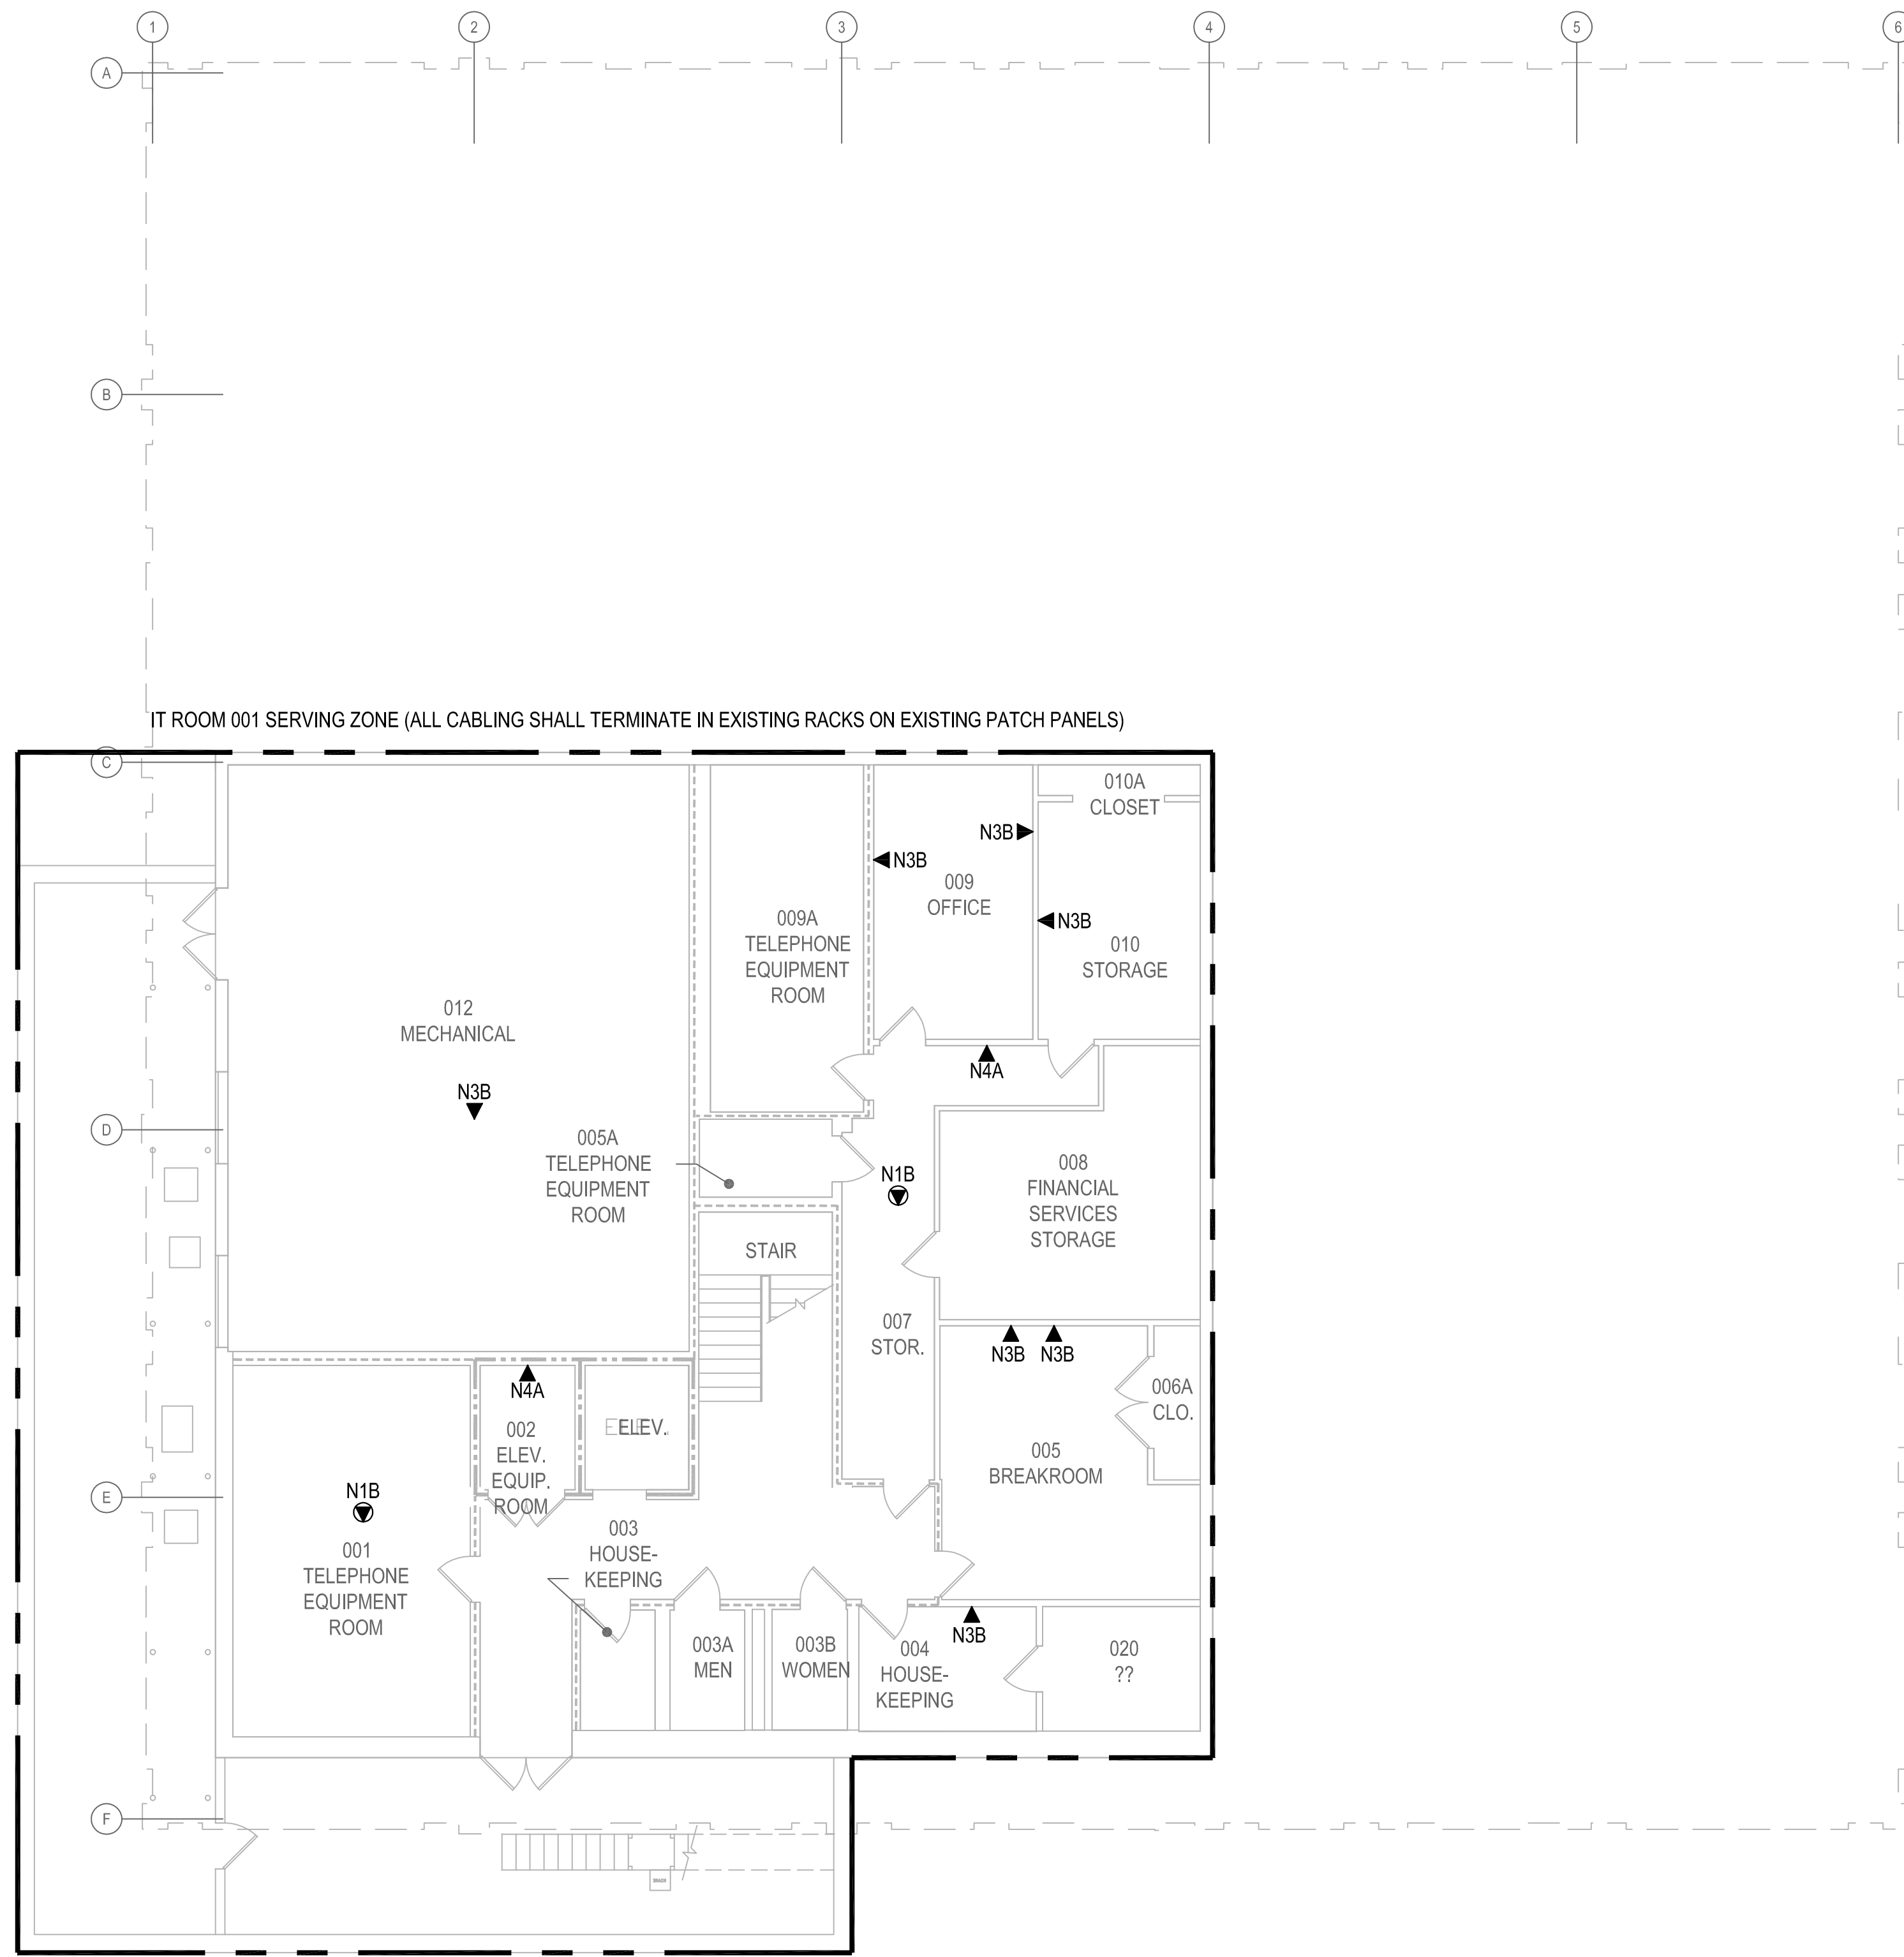 1
2
3
4
5
6
A
B
IT ROOM 001 SERVING ZONE (ALL CABLING SHALL TERMINATE IN EXISTING RACKS ON EXISTING PATCH PANELS)
C
010A
CLOSET
N3B
N3B
009
OFFICE
N3B
009A
TELEPHONE
EQUIPMENT
ROOM
010
STORAGE
012
MECHANICAL
N4A
N3B
D
005A
TELEPHONE
EQUIPMENT
ROOM
N1B
008
FINANCIAL
SERVICES
STORAGE
STAIR
007
STOR.
N3B
N3B
N4A
006A
CLO.
002
ELEV.
EQUIP.
ROOM
ELEV.
005
BREAKROOM
E
N1B
001
TELEPHONE
EQUIPMENT
ROOM
003
HOUSE-
KEEPING
003A
MEN
003B
WOMEN
N3B
004
HOUSE-
KEEPING
020
??
F